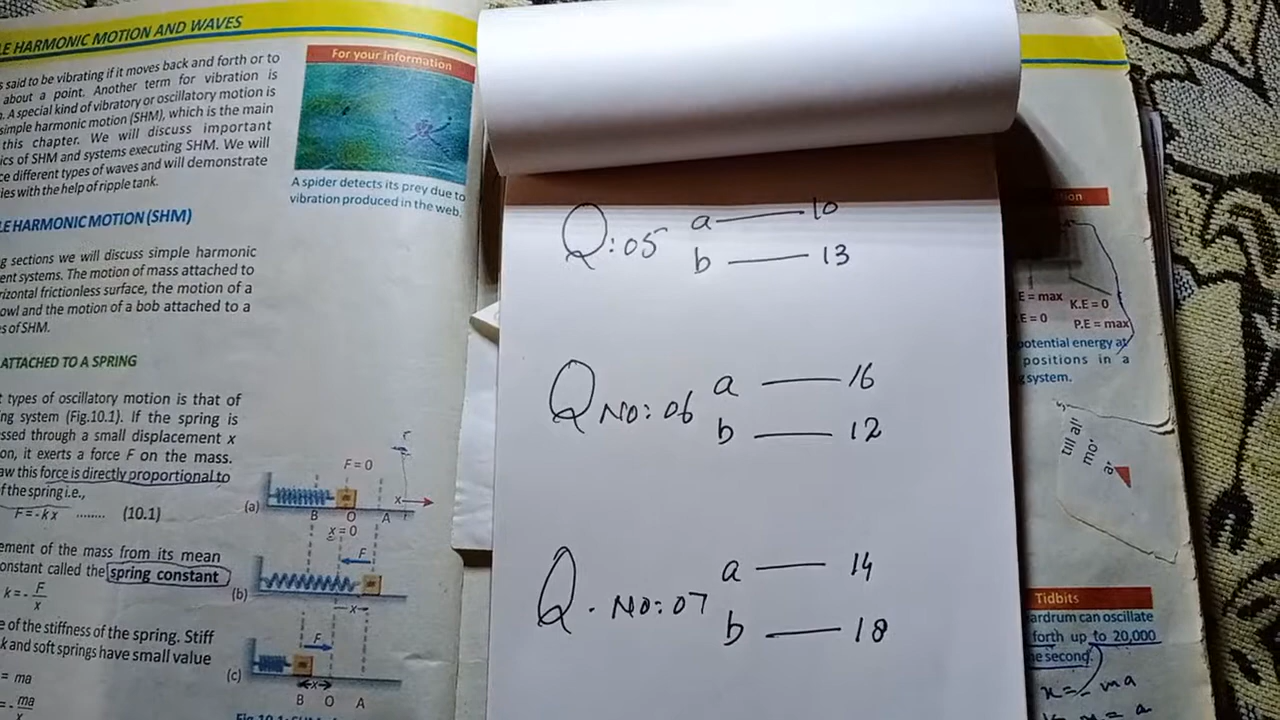 LE HARMONIC MOTION AND WAVES
said to be vibrating if it moves back and forth or to
about a point. Another term for vibration is
A special kind of vibratory or oscillatory motion is
simple harmonic motion (SHM), which is the main
this chapter. We will discuss important
ics of SHM and systems executing SHM. We will
ce different types of waves and will demonstrate
ies with the help of ripple tank.
For your information
A spider detects its prey due to
vibration produced in the web.
LE HARMONIC MOTION (SHM)
g sections we will discuss simple harmonic
ent systems. The motion of mass attached to
rizontal frictionless surface, the motion of a
owl and the motion of a bob attached to a
s of SHM.
ATTACHED TO A SPRING
t types of oscillatory motion is that of
ng system (Fig.10.1). If the spring is
ssed through a small displacement x
on, it exerts a force F on the mass.
aw this force is directly proportional to
f the spring i.e.,
F = -kx ........ (10.1)
ement of the mass from its mean
onstant called the spring constant
k = - F/x
e of the stiffness of the spring. Stiff
k and soft springs have small value
= ma
= - ma/x
F = 0
x
(a)
B O A
x = 0
F
(b)
x
F
(c)
x
B O A
Q: 05 a — 10
b — 13
Q No: 06 a — 16
b — 12
Q. No: 07 a — 14
b — 18
tion
E = max K.E = 0
.E = 0 P.E = max
potential energy at
positions in a
g system.
till all
mo'
ar
Tidbits
ardrum can oscillate
forth up to 20,000
ne second.
x = - ma